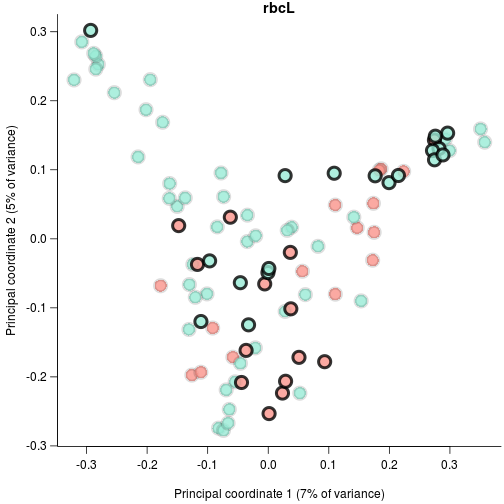 rbcL
0.3
0.2
0.1
0.0
-0.1
-0.2
-0.3
Principal coordinate 2 (5% of variance)
-0.3 -0.2 -0.1 0.0 0.1 0.2 0.3
Principal coordinate 1 (7% of variance)